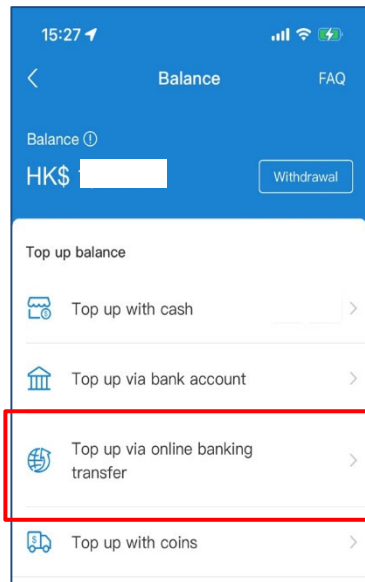 15:27
Balance
FAQ
Balance
HK$
Withdrawal
Top up balance
Top up with cash
Top up via bank account
Top up via online banking
transfer
Top up with coins